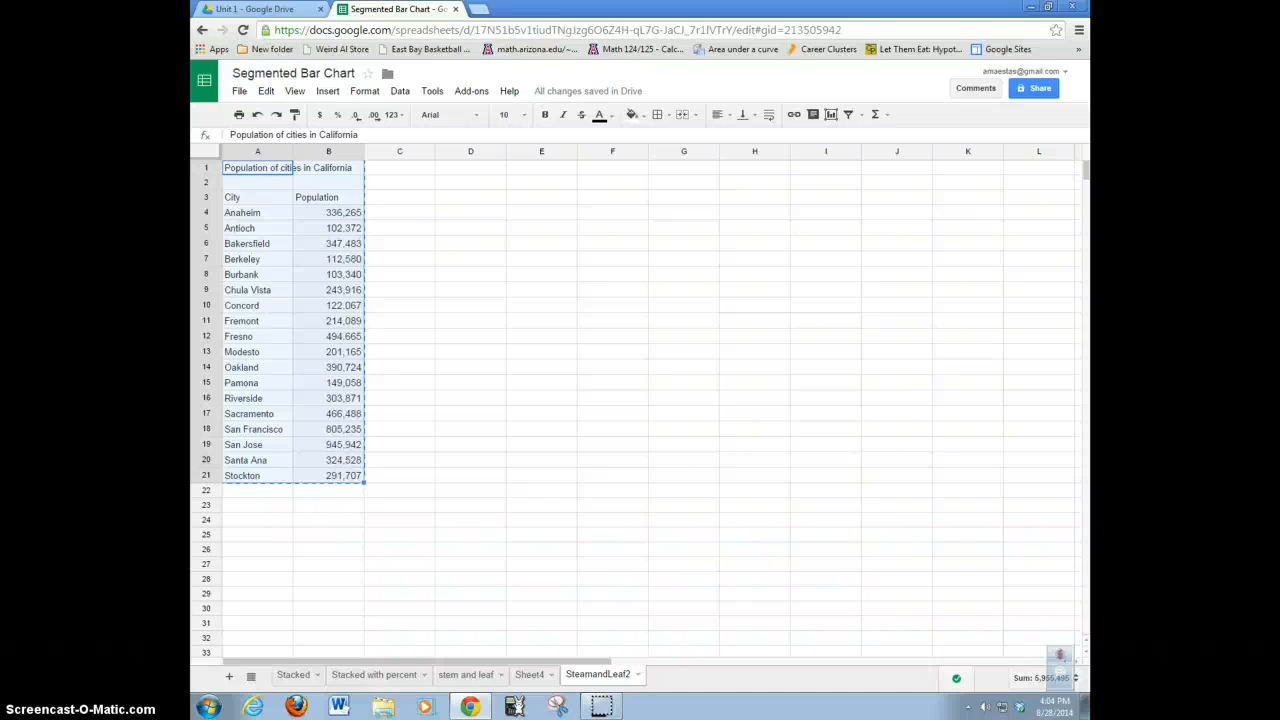 Unit 1 - Google Drive × Segmented Bar Chart - Go ×
https://docs.google.com/spreadsheets/d/17N51b5v1tiudTNgJzg6O6Z4H-qL7G-JaCJ_7r1lVTrY/edit#gid=213505942
Apps New folder Weird Al Store East Bay Basketball ... math.arizona.edu/~... Math 124/125 - Calc... Area under a curve Career Clusters Let Them Eat: Hypot... Google Sites »
Segmented Bar Chart amaestas@gmail.com
File Edit View Insert Format Data Tools Add-ons Help All changes saved in Drive Comments Share
$ % .0 .00 123 Arial 10 B I S A Σ
fx Population of cities in California
A B C D E F G H I J K L
1 Population of cities in California
2
3 City Population
4 Anaheim 336,265
5 Antioch 102,372
6 Bakersfield 347,483
7 Berkeley 112,580
8 Burbank 103,340
9 Chula Vista 243,916
10 Concord 122,067
11 Fremont 214,089
12 Fresno 494,665
13 Modesto 201,165
14 Oakland 390,724
15 Pamona 149,058
16 Riverside 303,871
17 Sacramento 466,488
18 San Francisco 805,235
19 San Jose 945,942
20 Santa Ana 324,528
21 Stockton 291,707
22
23
24
25
26
27
28
29
30
31
32
33
+ Stacked Stacked with percent stem and leaf Sheet4 SteamandLeaf2 Sum: 5,955,495
4:04 PM
8/28/2014
Screencast-O-Matic.com